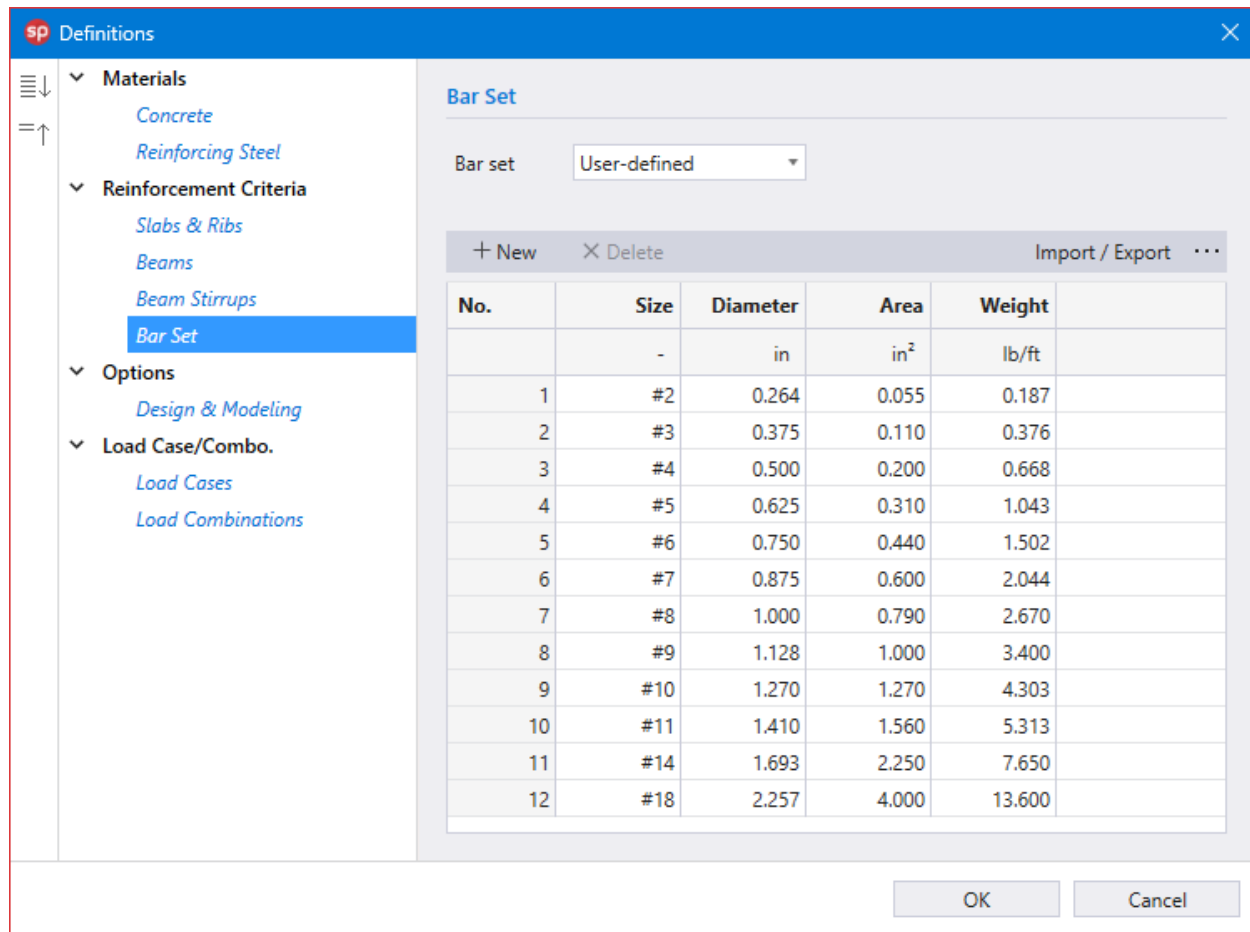 sp Definitions
Materials
Concrete
Reinforcing Steel
Reinforcement Criteria
Slabs & Ribs
Beams
Beam Stirrups
Bar Set
Options
Design & Modeling
Load Case/Combo.
Load Cases
Load Combinations
Bar Set
Bar set User-defined
+ New × Delete Import / Export ...
No. Size Diameter Area Weight
- in in² lb/ft
1 #2 0.264 0.055 0.187
2 #3 0.375 0.110 0.376
3 #4 0.500 0.200 0.668
4 #5 0.625 0.310 1.043
5 #6 0.750 0.440 1.502
6 #7 0.875 0.600 2.044
7 #8 1.000 0.790 2.670
8 #9 1.128 1.000 3.400
9 #10 1.270 1.270 4.303
10 #11 1.410 1.560 5.313
11 #14 1.693 2.250 7.650
12 #18 2.257 4.000 13.600
OK Cancel